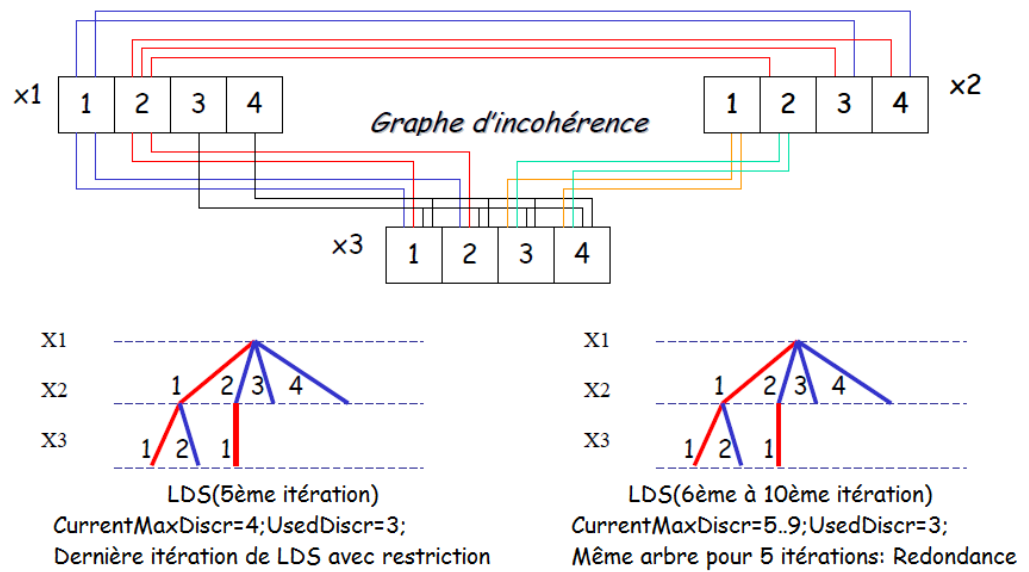 x1
1 2 3 4
Graphe d'incohérence
1 2 3 4
x2
x3
1 2 3 4
X1
X2
X3
1 2 3 4
1 2 1
LDS(5ème itération)
CurrentMaxDiscr=4;UsedDiscr=3;
Dernière itération de LDS avec restriction
X1
X2
X3
1 2 3 4
1 2 1
LDS(6ème à 10ème itération)
CurrentMaxDiscr=5..9;UsedDiscr=3;
Même arbre pour 5 itérations: Redondance